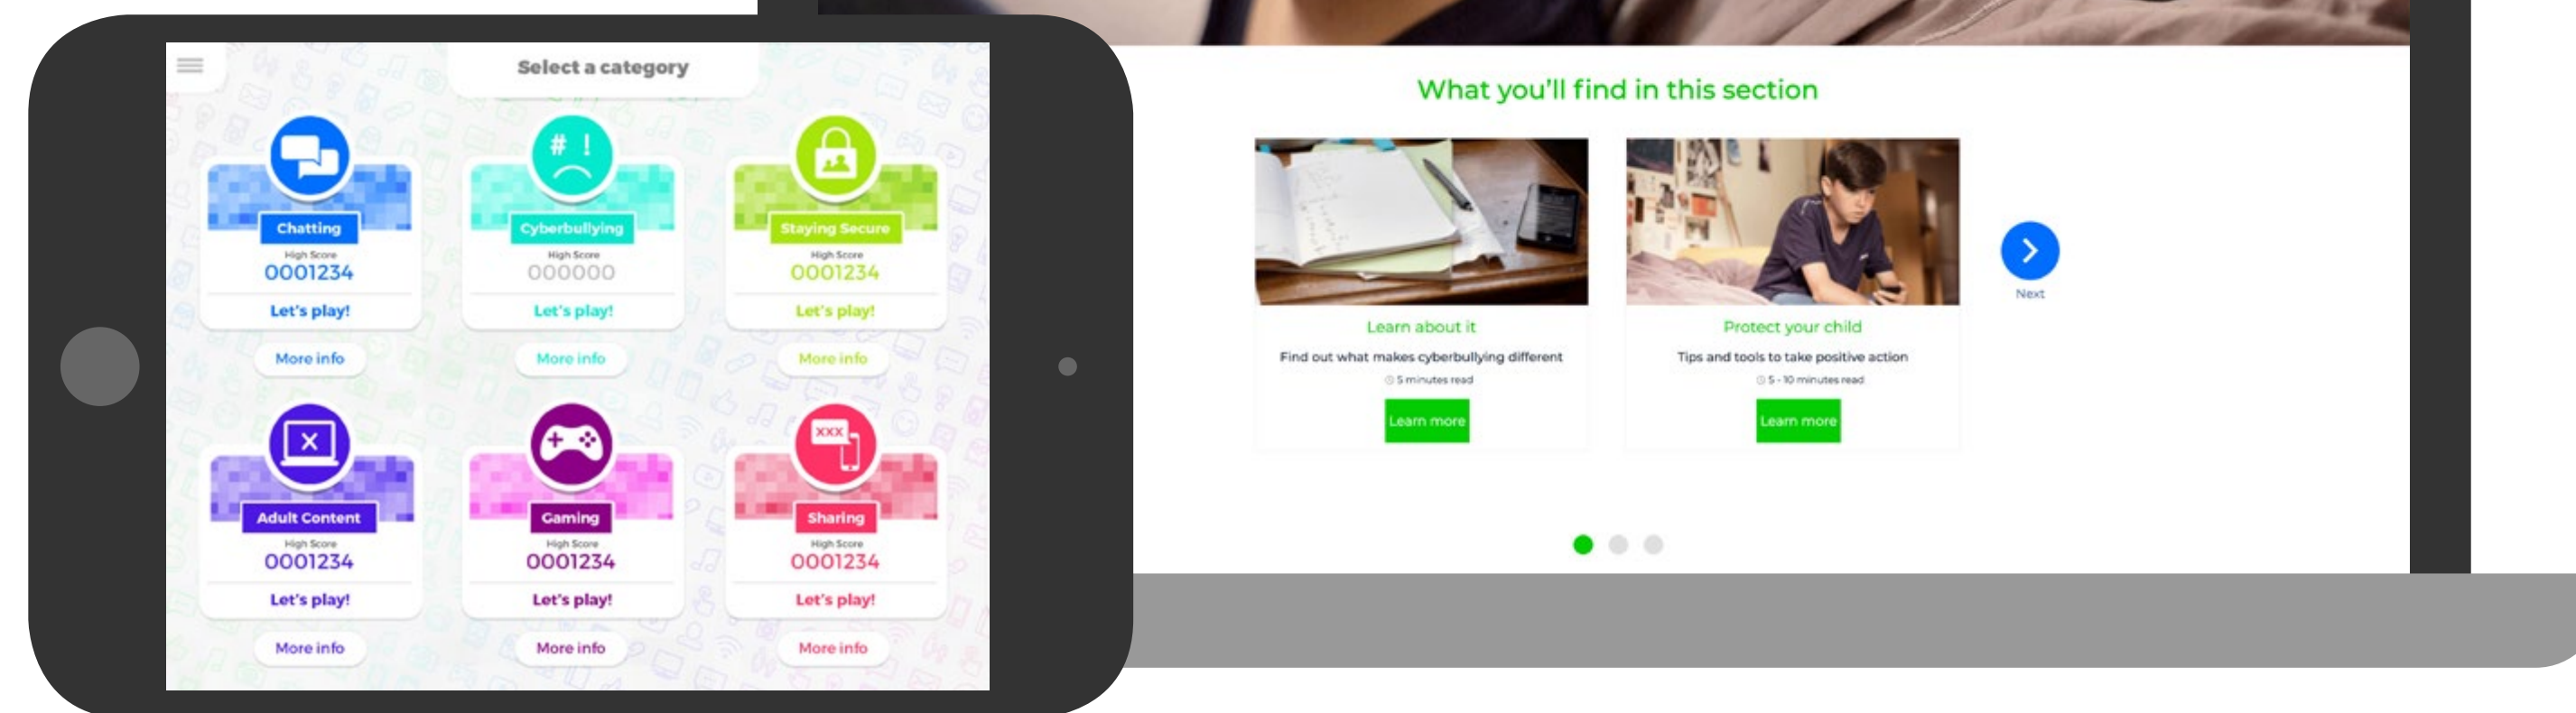 Select a category
# !
Chatting
High Score
0001234
Let's play!
More info
Cyberbullying
High Score
000000
Let's play!
More info
Staying Secure
High Score
0001234
Let's play!
More info
X
Adult Content
High Score
0001234
Let's play!
More info
Gaming
High Score
0001234
Let's play!
More info
XXX
Sharing
High Score
0001234
Let's play!
More info
What you'll find in this section
Learn about it
Find out what makes cyberbullying different
5 minutes read
Learn more
Protect your child
Tips and tools to take positive action
5 - 10 minutes read
Learn more
Next